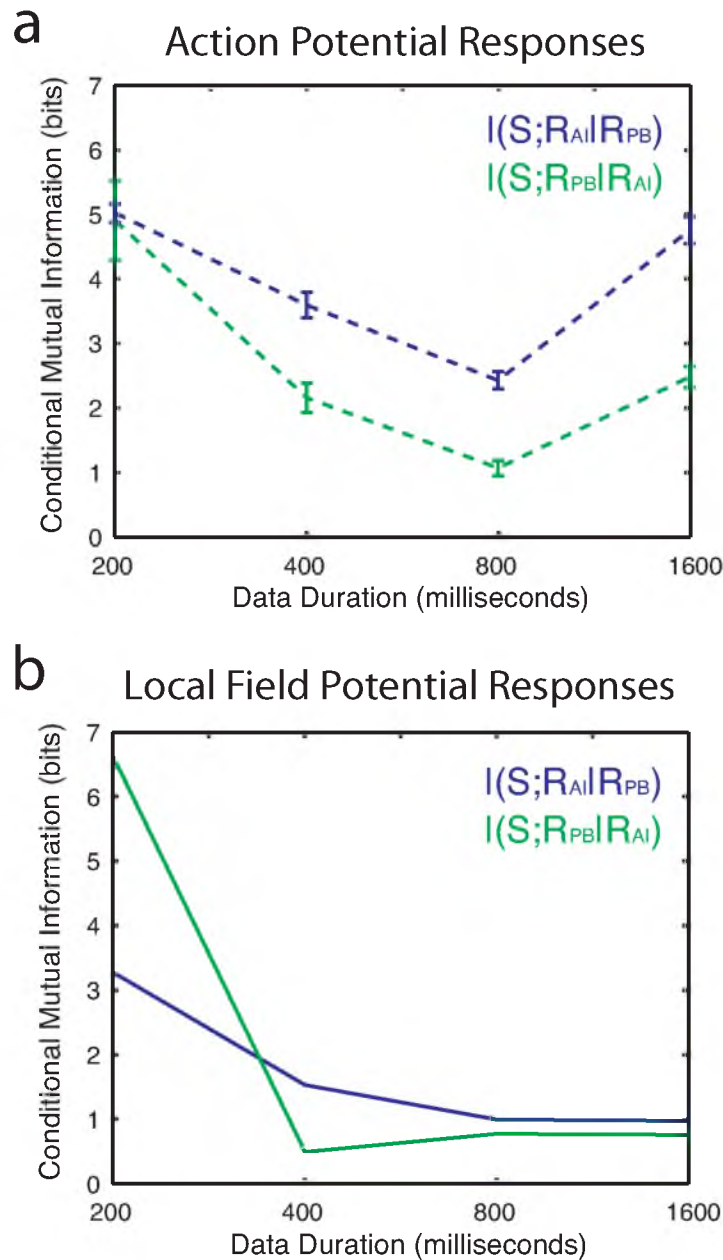 a
Action Potential Responses
Conditional Mutual Information (bits)
7
6
5
4
3
2
1
0
I(S;RAI|RPB)
I(S;RPB|RAI)
200 400 800 1600
Data Duration (milliseconds)
b
Local Field Potential Responses
Conditional Mutual Information (bits)
7
6
5
4
3
2
1
0
I(S;RAI|RPB)
I(S;RPB|RAI)
200 400 800 1600
Data Duration (milliseconds)